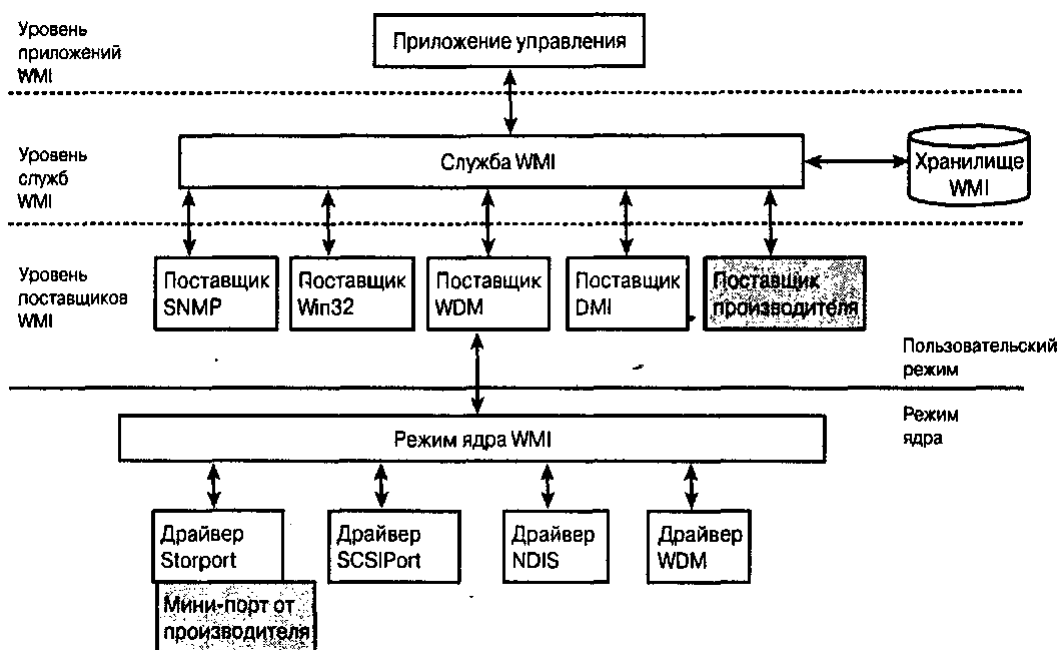 Уровень
приложений
WMI
Приложение управления
Уровень
служб
WMI
Служба WMI
Хранилище
WMI
Уровень
поставщиков
WMI
Поставщик
SNMP
Поставщик
Win32
Поставщик
WDM
Поставщик
DMI
Поставщик
производителя
Пользовательский
режим
Режим
ядра
Режим ядра WMI
Драйвер
Storport
Драйвер
SCSIPort
Драйвер
NDIS
Драйвер
WDM
Мини-порт от
производителя